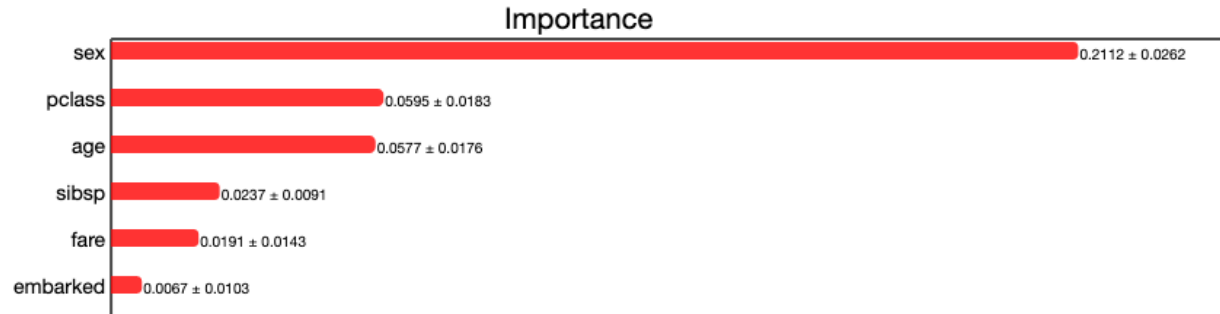 Importance
sex 0.2112 ± 0.0262
pclass 0.0595 ± 0.0183
age 0.0577 ± 0.0176
sibsp 0.0237 ± 0.0091
fare 0.0191 ± 0.0143
embarked 0.0067 ± 0.0103